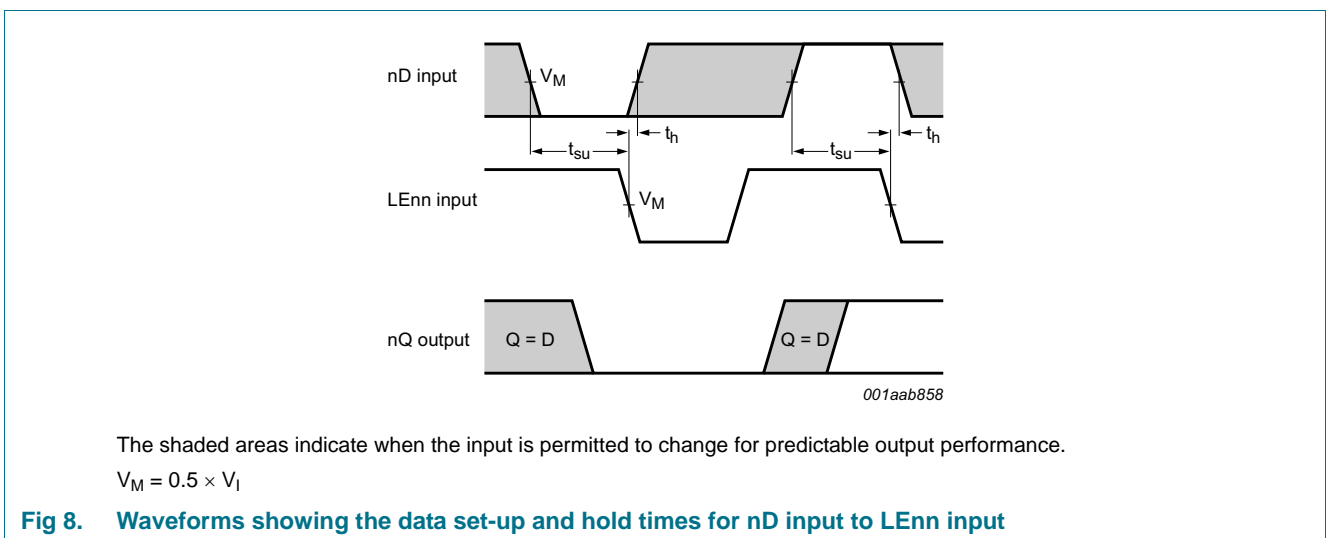 nD input
VM
th
th
tsu
tsu
LEnn input
VM
nQ output
Q = D
Q = D
001aab858
The shaded areas indicate when the input is permitted to change for predictable output performance.
VM = 0.5 × VI
Fig 8. Waveforms showing the data set-up and hold times for nD input to LEnn input